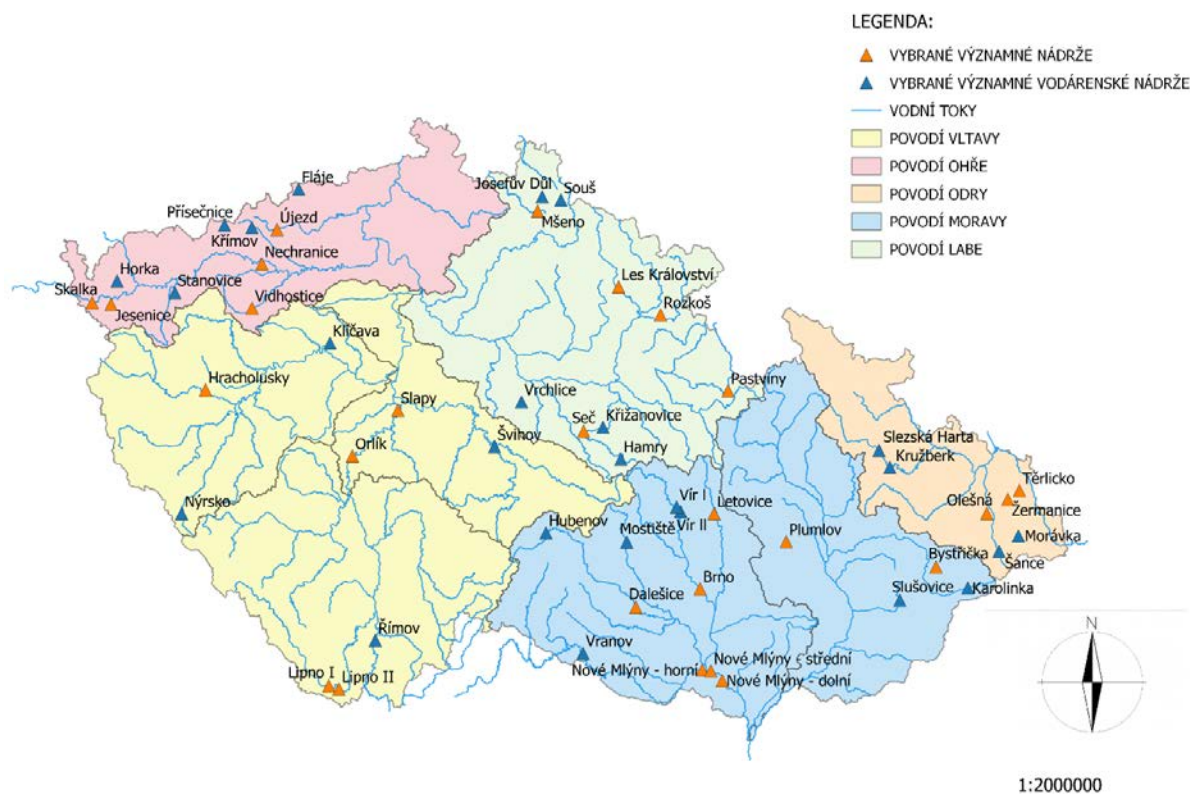 LEGENDA:
VYBRANÉ VÝZNAMNÉ NÁDRŽE
VYBRANÉ VÝZNAMNÉ VODÁRENSKÉ NÁDRŽE
VODNÍ TOKY
POVODÍ VLTAVY
POVODÍ OHŘE
POVODÍ ODRY
POVODÍ MORAVY
POVODÍ LABE
Fláje
Josefův Důl
Souš
Přísečnice
Újezd
Mšeno
Křímov
Nechranice
Horka
Stanovice
Les Království
Skalka
Jesenice
Vidhostice
Rozkoš
Klíčava
Hracholusky
Pastviny
Slapy
Vrchlice
Seč
Křižanovice
Orlík
Švihov
Hamry
Slezská Harta
Kružberk
Těrlicko
Nýrsko
Vír I
Letovice
Olešná
Žermanice
Hubenov
Mostiště
Vír II
Plumlov
Morávka
Bystřička
Šance
Brno
Slušovice
Karolinka
Dalešice
Římov
Vranov
Nové Mlýny - střední
Nové Mlýny - horní
Lipno I
Lipno II
Nové Mlýny - dolní
N
1:2000000